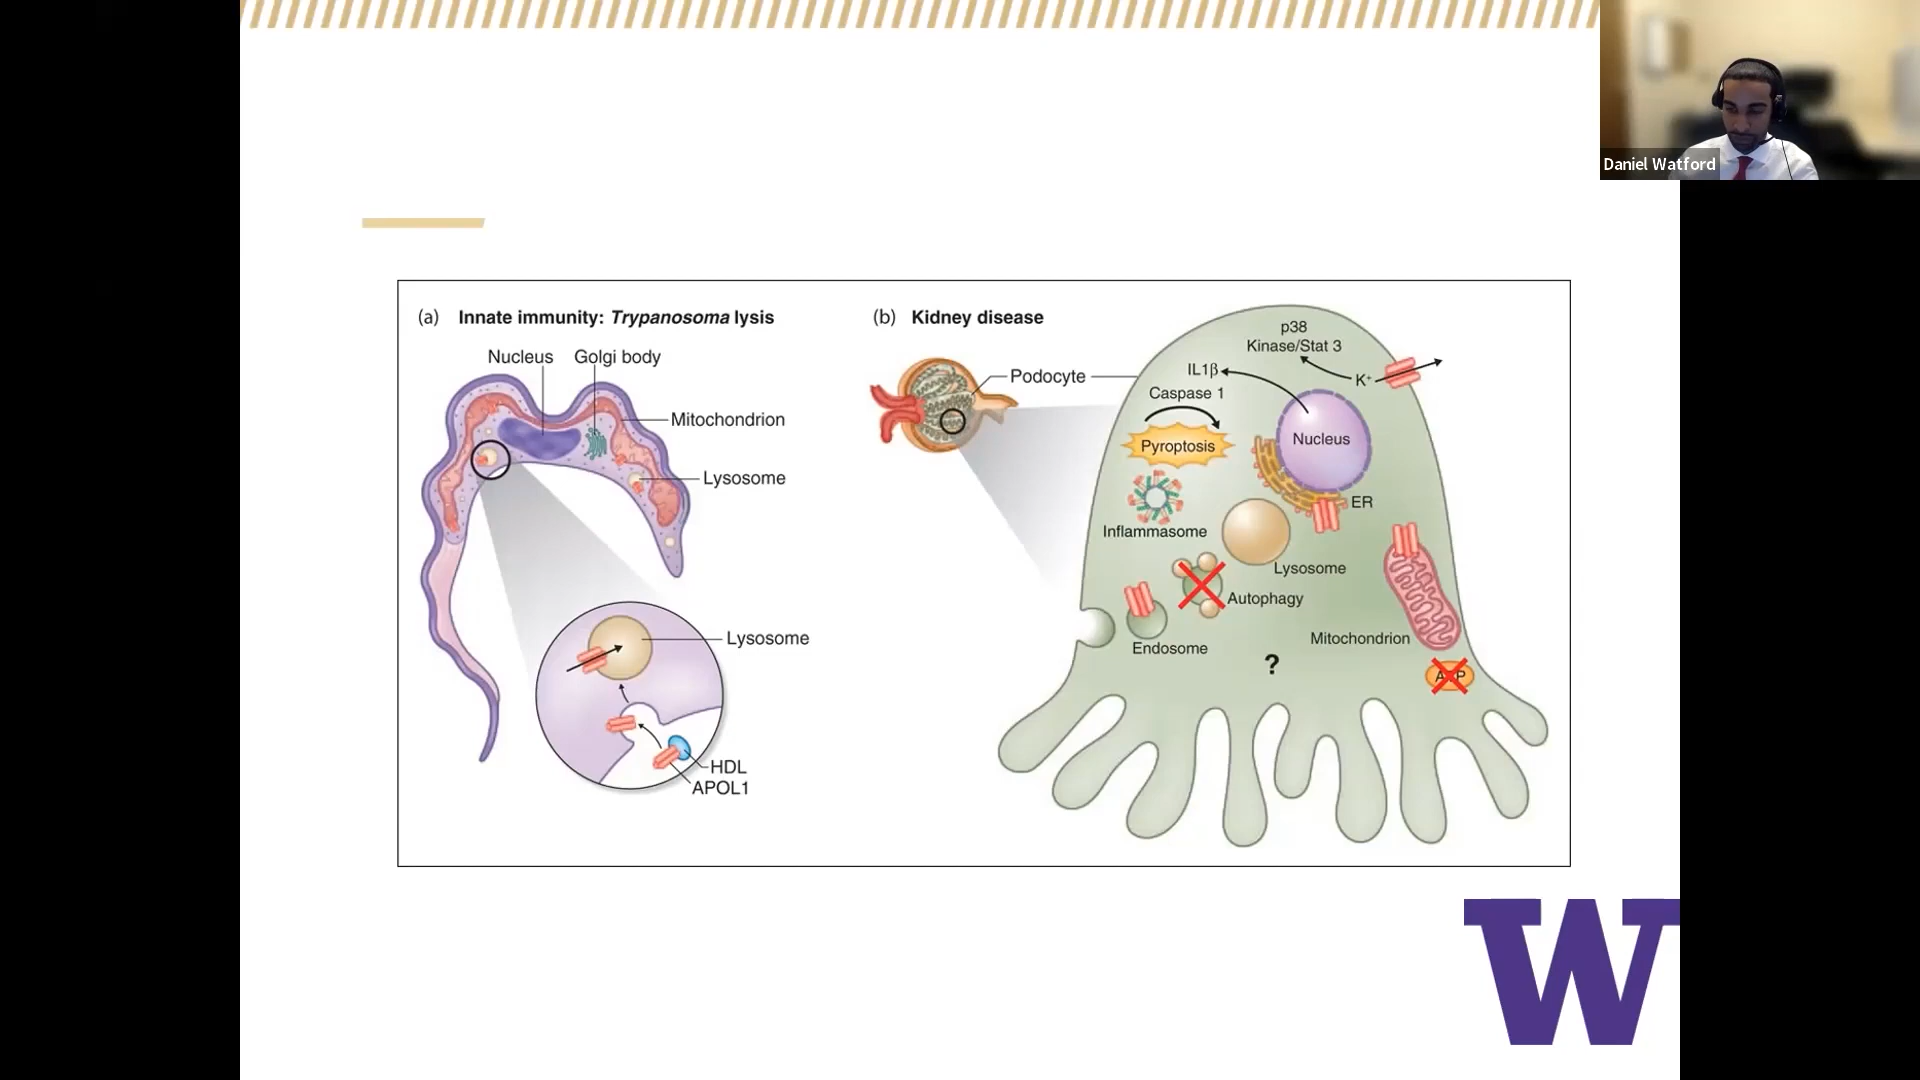 Daniel Watford
(a) Innate immunity: Trypanosoma lysis
Nucleus
Golgi body
Mitochondrion
Lysosome
Lysosome
HDL
APOL1
(b) Kidney disease
Podocyte
p38
Kinase/Stat 3
IL1β
K+
Caspase 1
Pyroptosis
Nucleus
ER
Inflammasome
Lysosome
Autophagy
Endosome
Mitochondrion
?
ATP
W